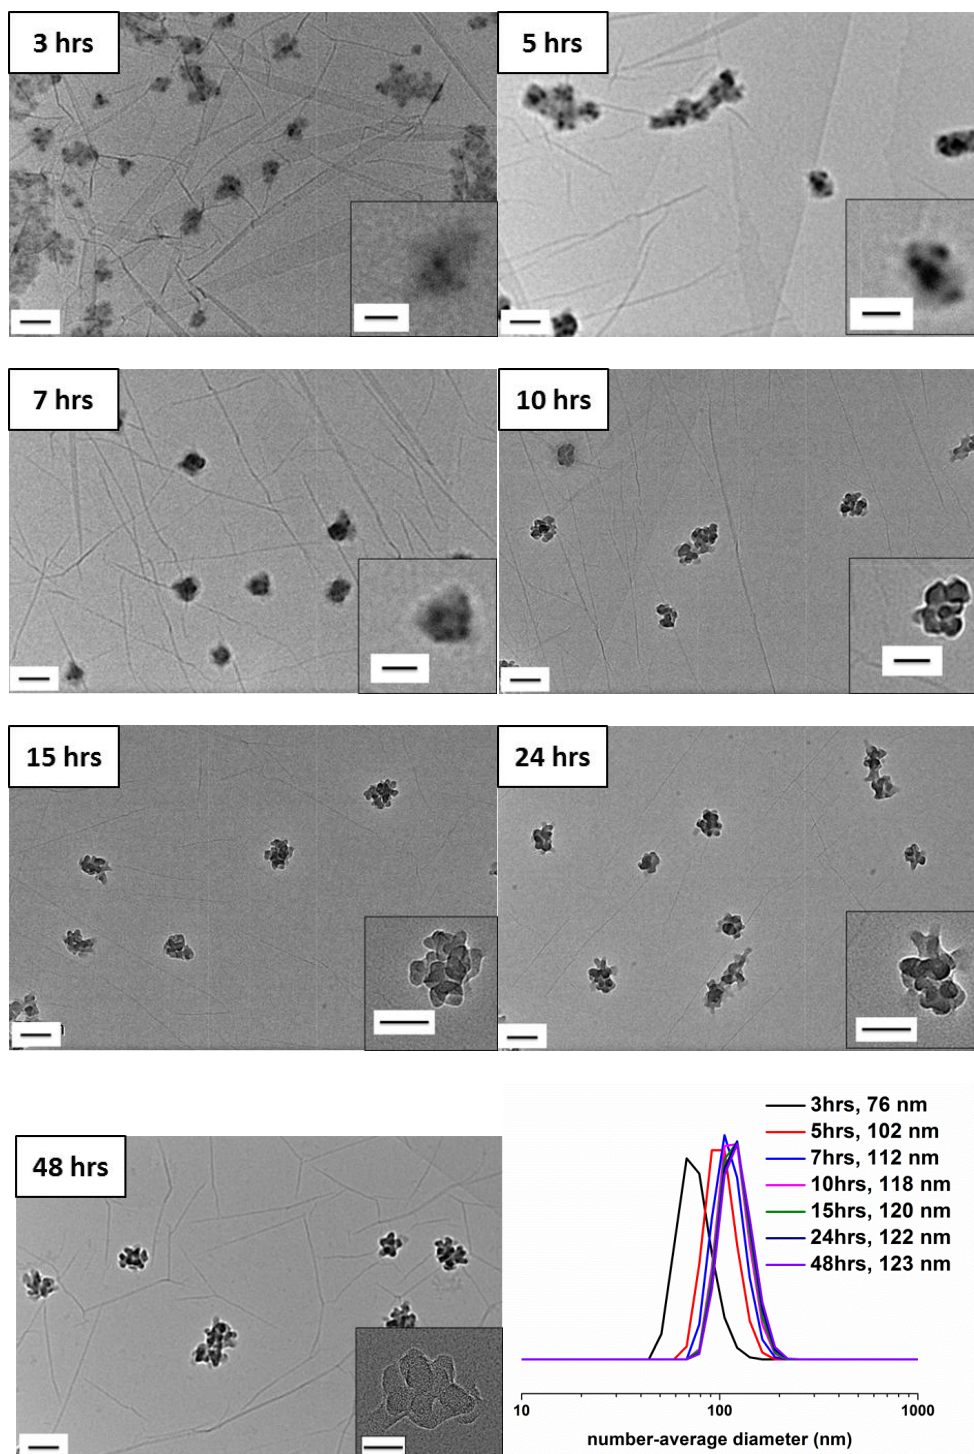 3 hrs
5 hrs
7 hrs
10 hrs
15 hrs
24 hrs
48 hrs
3hrs, 76 nm
5hrs, 102 nm
7hrs, 112 nm
10hrs, 118 nm
15hrs, 120 nm
24hrs, 122 nm
48hrs, 123 nm
10 100 1000
number-average diameter (nm)